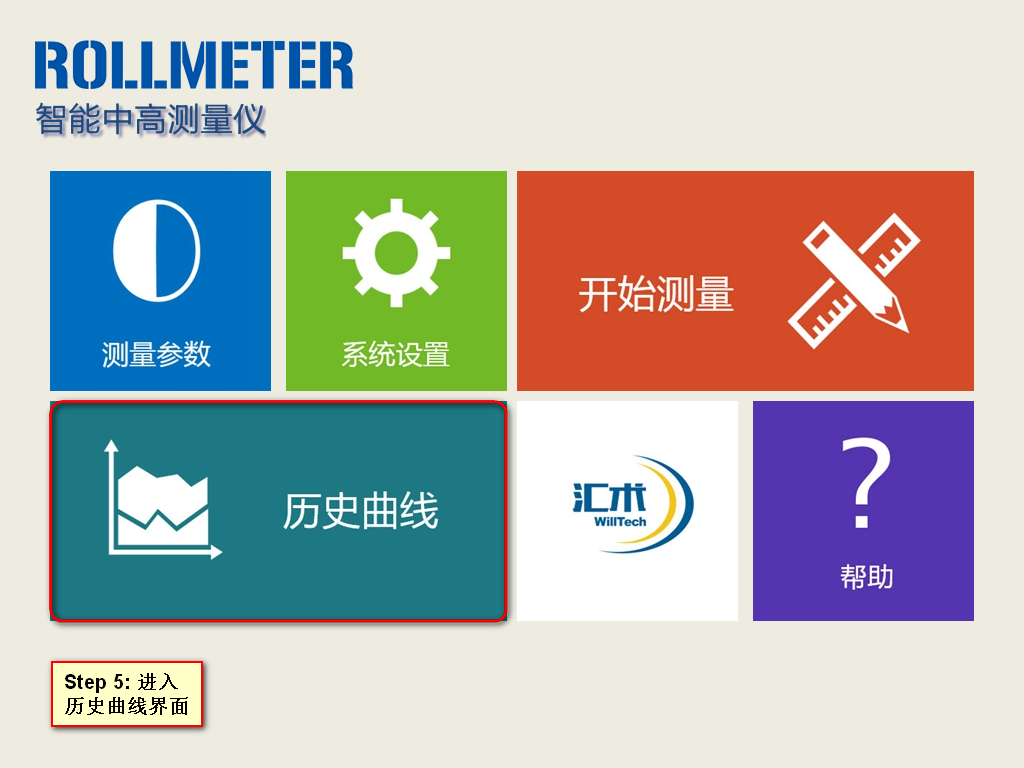 ROLLMETER
智能中高测量仪
测量参数
系统设置
开始测量
历史曲线
汇术
WillTech
?
帮助
Step 5: 进入
历史曲线界面